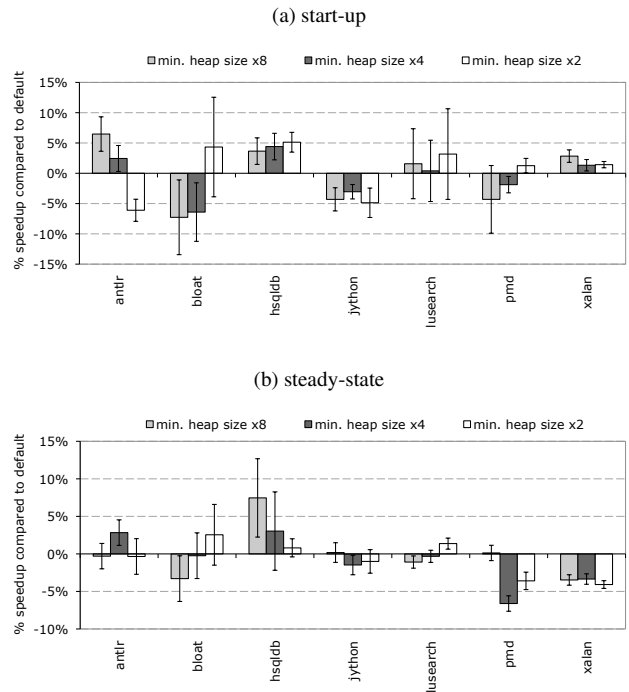 (a) start-up
min. heap size x8 min. heap size x4 min. heap size x2
% speedup compared to default
15%
10%
5%
0%
-5%
-10%
-15%
antlr
bloat
hsqldb
jython
lusearch
pmd
xalan
(b) steady-state
min. heap size x8 min. heap size x4 min. heap size x2
% speedup compared to default
15%
10%
5%
0%
-5%
-10%
antlr
bloat
hsqldb
jython
lusearch
pmd
xalan